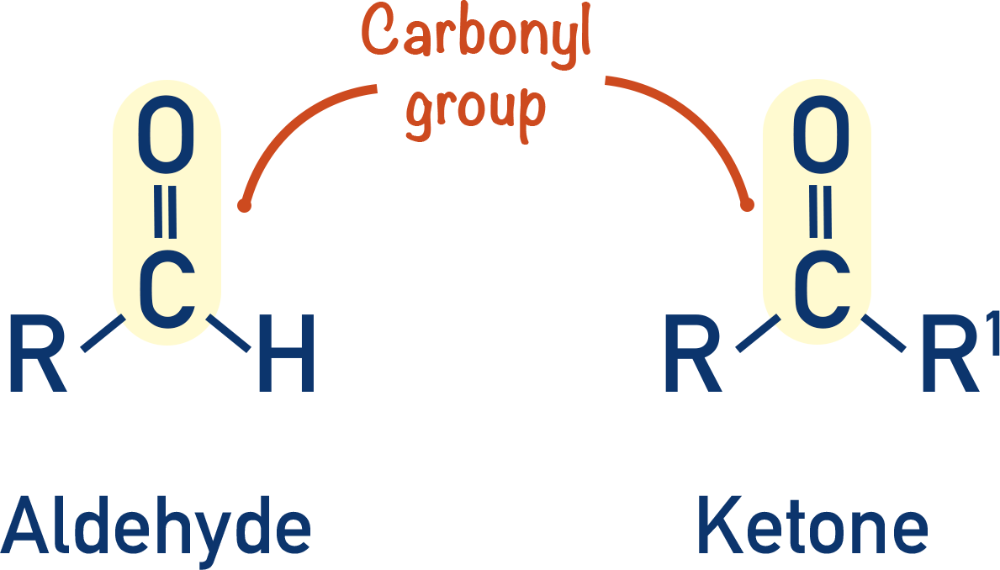 Carbonyl
group
O O
C C
R H R R¹
Aldehyde Ketone